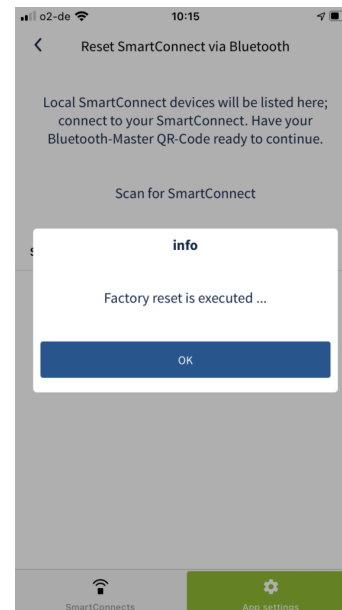 o2-de
10:15
Reset SmartConnect via Bluetooth
Local SmartConnect devices will be listed here;
connect to your SmartConnect. Have your
Bluetooth-Master QR-Code ready to continue.
Scan for SmartConnect
info
Factory reset is executed ...
OK
SmartConnects
App settings